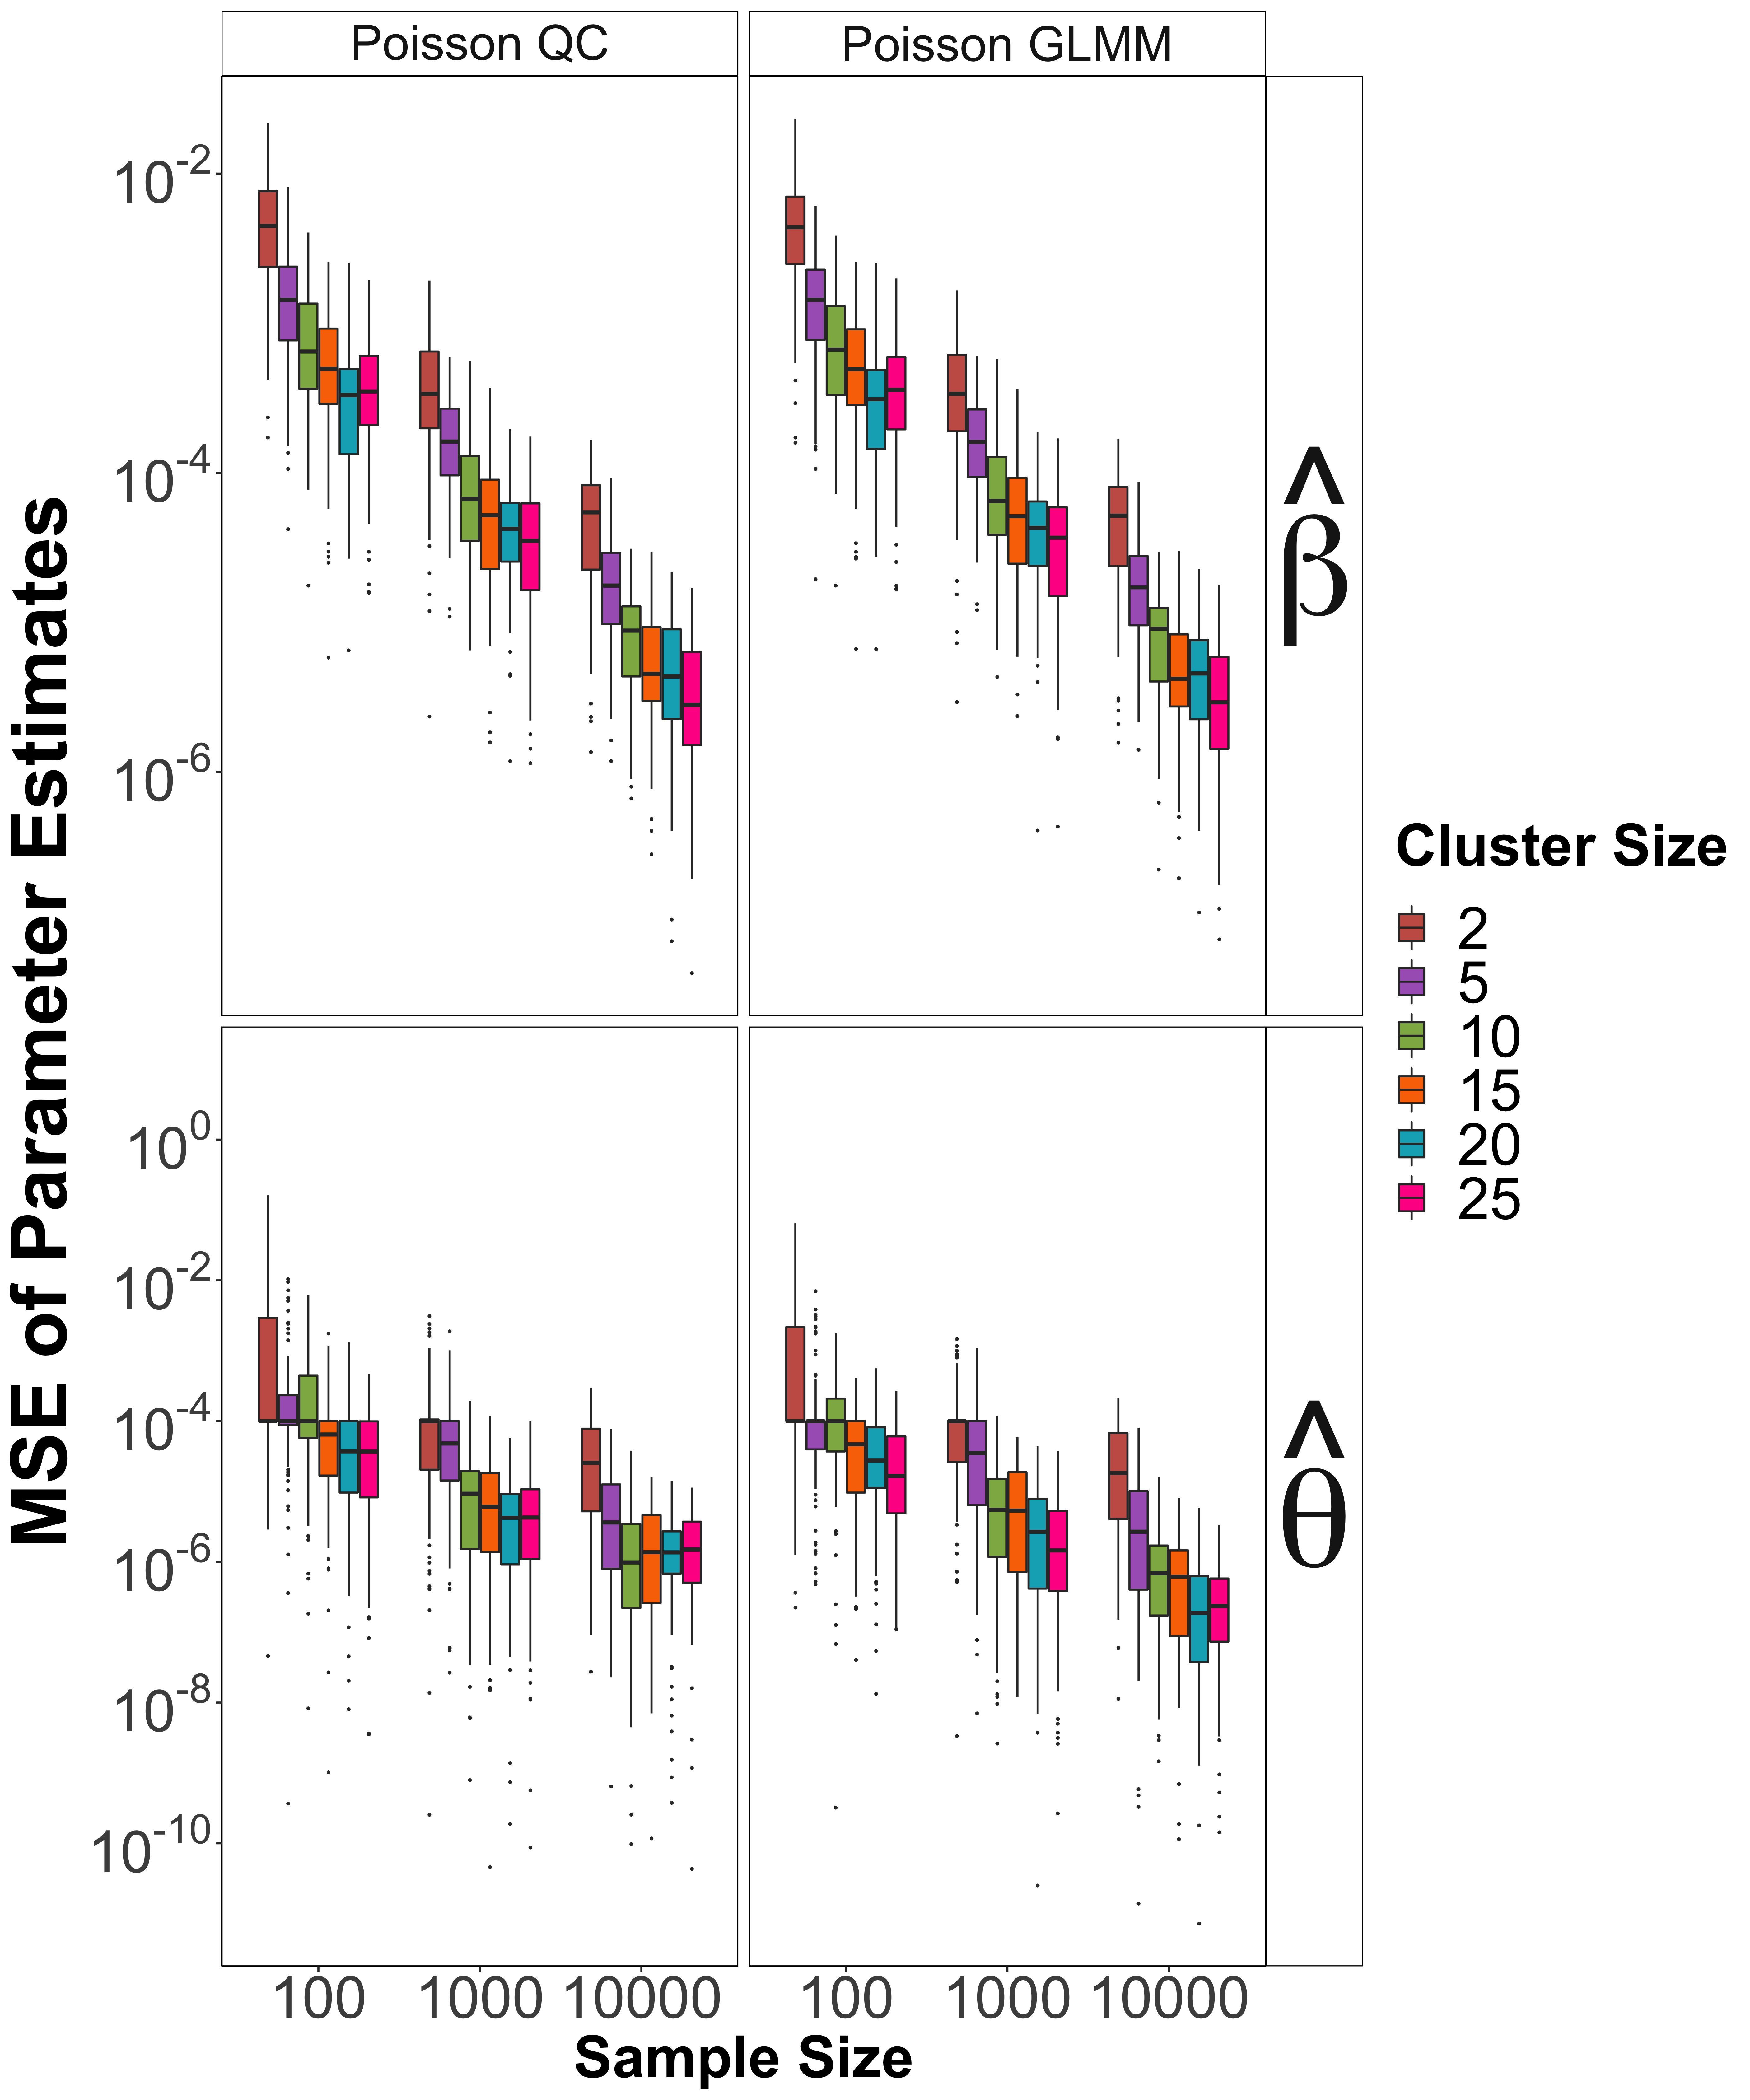 Poisson QC
Poisson GLMM
MSE of Parameter Estimates
10^-2
10^-4
10^-6
β̂
10^0
10^-2
10^-4
10^-6
10^-8
10^-10
θ̂
100 1000 10000
100 1000 10000
Sample Size
Cluster Size
2
5
10
15
20
25